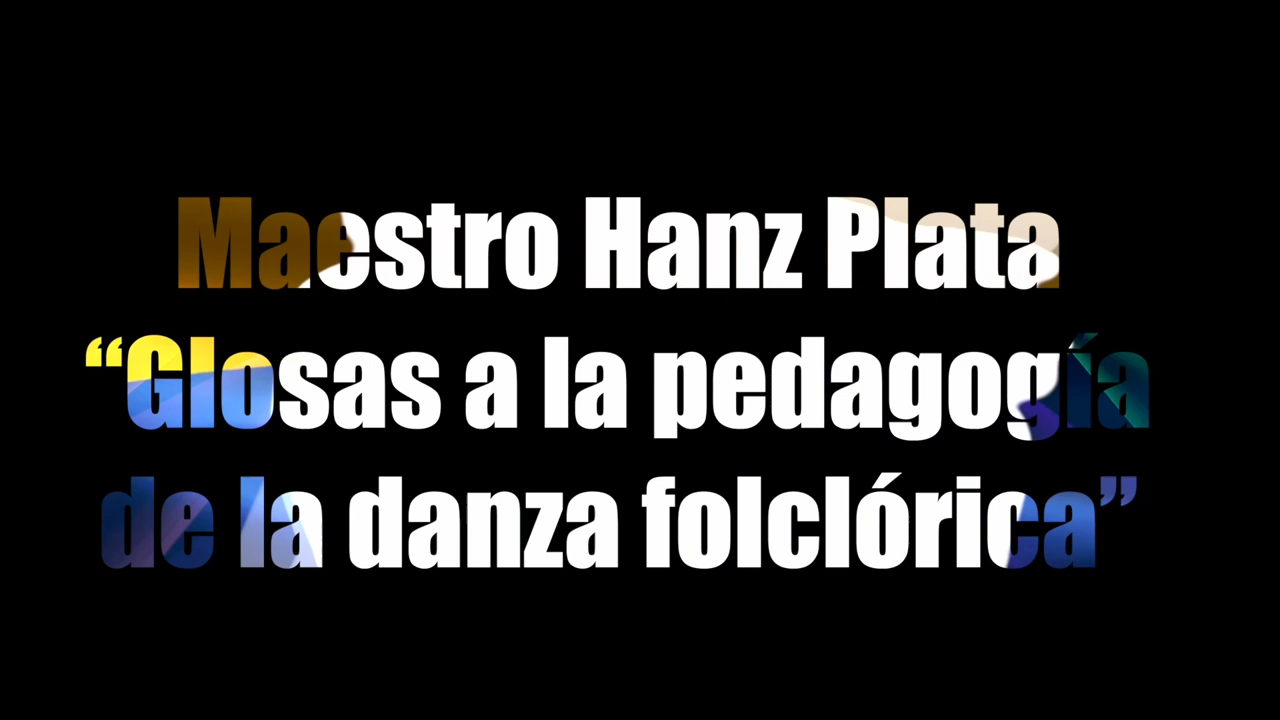 Maestro Hanz Plata
“Glosas a la pedagogía
de la danza folclórica”